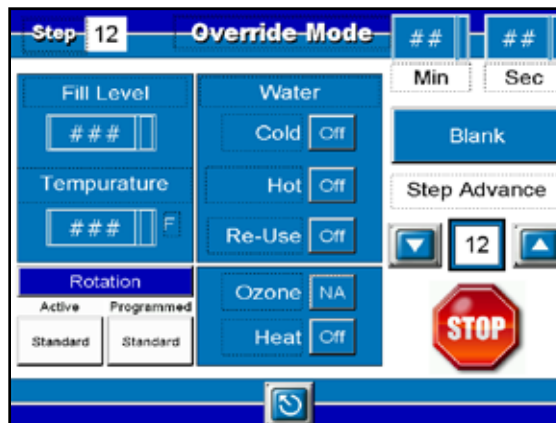 Step 12 Override Mode ## ##
Min Sec
Fill Level
###
Tempurature
### F
Water
Cold Off
Hot Off
Re-Use Off
Blank
Step Advance
12
Rotation
Active Programmed
Standard Standard
Ozone NA
Heat Off
STOP